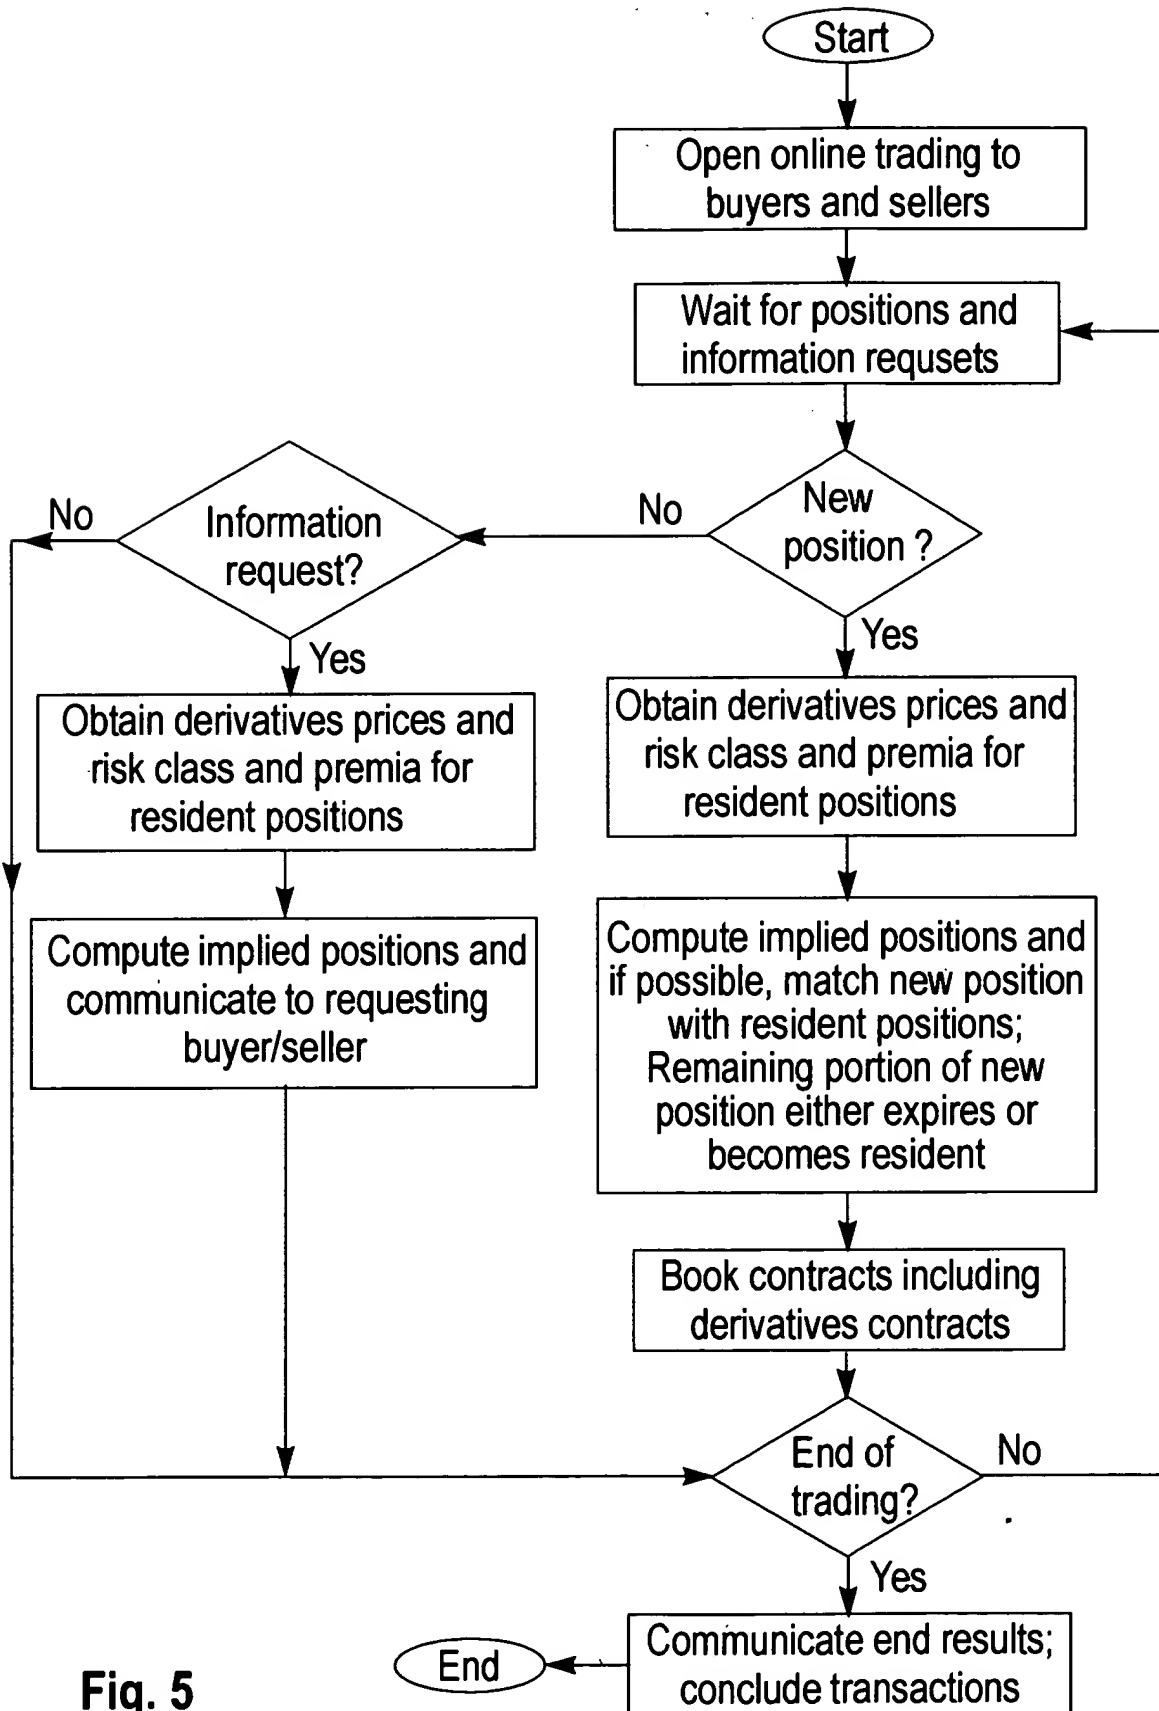 Start
Open online trading to
buyers and sellers
Wait for positions and
information requsets
New
position ?
No
Yes
Information
request?
No
Yes
Obtain derivatives prices and
risk class and premia for
resident positions
Compute implied positions and
communicate to requesting
buyer/seller
Obtain derivatives prices and
risk class and premia for
resident positions
Compute implied positions and
if possible, match new position
with resident positions;
Remaining portion of new
position either expires or
becomes resident
Book contracts including
derivatives contracts
End of
trading?
No
Yes
Communicate end results;
conclude transactions
End
Fig. 5